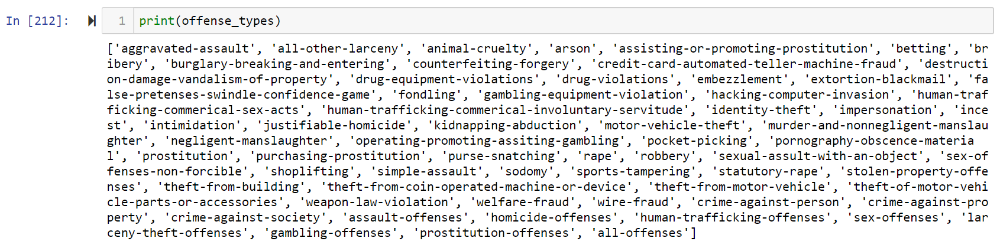 In [212]: 1 print(offense_types)
['aggravated-assault', 'all-other-larceny', 'animal-cruelty', 'arson', 'assisting-or-promoting-prostitution', 'betting', 'br
ibery', 'burglary-breaking-and-entering', 'counterfeiting-forgery', 'credit-card-automated-teller-machine-fraud', 'destructi
on-damage-vandalism-of-property', 'drug-equipment-violations', 'drug-violations', 'embezzlement', 'extortion-blackmail', 'fa
lse-pretenses-swindle-confidence-game', 'fondling', 'gambling-equipment-violation', 'hacking-computer-invasion', 'human-traf
ficking-commerical-sex-acts', 'human-trafficking-commerical-involuntary-servitude', 'identity-theft', 'impersonation', 'ince
st', 'intimidation', 'justifiable-homicide', 'kidnapping-abduction', 'motor-vehicle-theft', 'murder-and-nonnegligent-manslau
ghter', 'negligent-manslaughter', 'operating-promoting-assiting-gambling', 'pocket-picking', 'pornography-obscence-materia
l', 'prostitution', 'purchasing-prostitution', 'purse-snatching', 'rape', 'robbery', 'sexual-assult-with-an-object', 'sex-of
fenses-non-forcible', 'shoplifting', 'simple-assault', 'sodomy', 'sports-tampering', 'statutory-rape', 'stolen-property-offe
nses', 'theft-from-building', 'theft-from-coin-operated-machine-or-device', 'theft-from-motor-vehicle', 'theft-of-motor-vehi
cle-parts-or-accessories', 'weapon-law-violation', 'welfare-fraud', 'wire-fraud', 'crime-against-person', 'crime-against-pro
perty', 'crime-against-society', 'assault-offenses', 'homicide-offenses', 'human-trafficking-offenses', 'sex-offenses', 'lar
ceny-theft-offenses', 'gambling-offenses', 'prostitution-offenses', 'all-offenses']